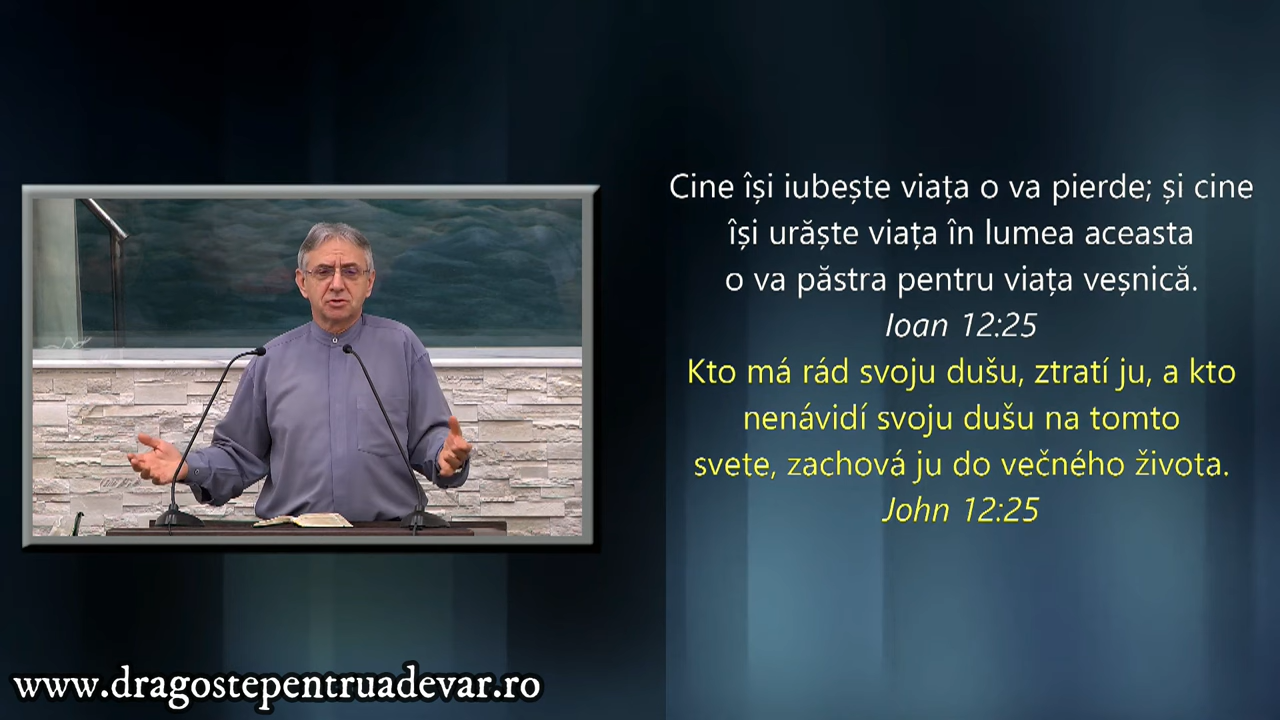 Cine își iubește viața o va pierde; și cine
își urăște viața în lumea aceasta
o va păstra pentru viața veșnică.
Ioan 12:25
Kto má rád svoju dušu, ztratí ju, a kto
nenávidí svoju dušu na tomto
svete, zachová ju do večného života.
John 12:25
www.dragostepentruadevar.ro